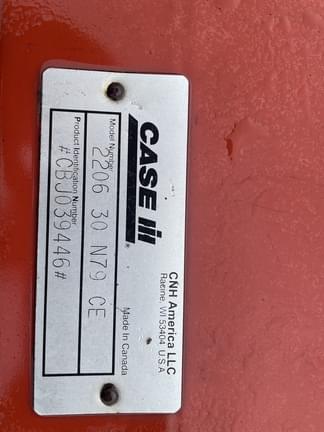 CASE III
CNH America LLC
Racine, WI 53404 U.S.A
Made In Canada
Model Number
2206 30 N79 CE
Product Identification Number
#CBJ039446#